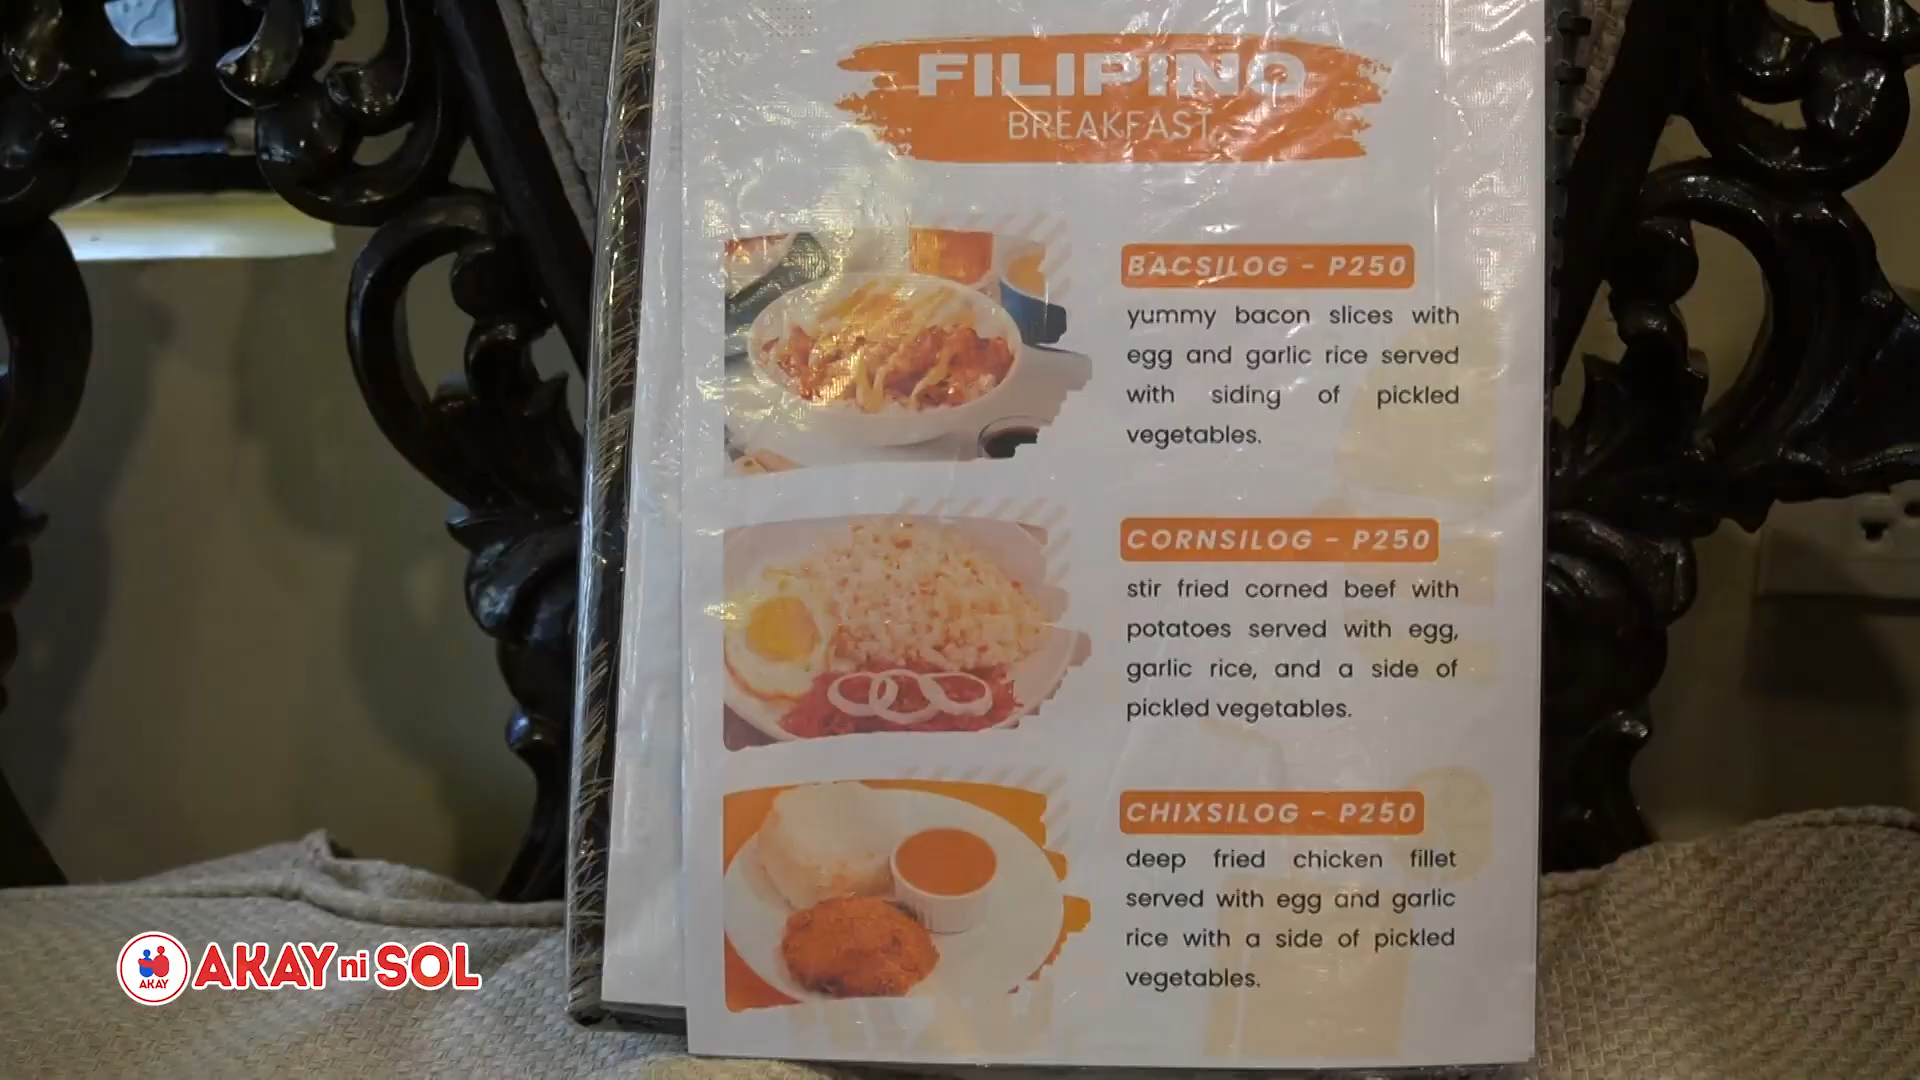 FILIPINO
BREAKFAST
BACSILOG - P250
yummy bacon slices with
egg and garlic rice served
with siding of pickled
vegetables.
CORNSILOG - P250
stir fried corned beef with
potatoes served with egg,
garlic rice, and a side of
pickled vegetables.
CHIXSILOG - P250
deep fried chicken fillet
served with egg and garlic
rice with a side of pickled
vegetables.
AKAY
AKAY ni SOL